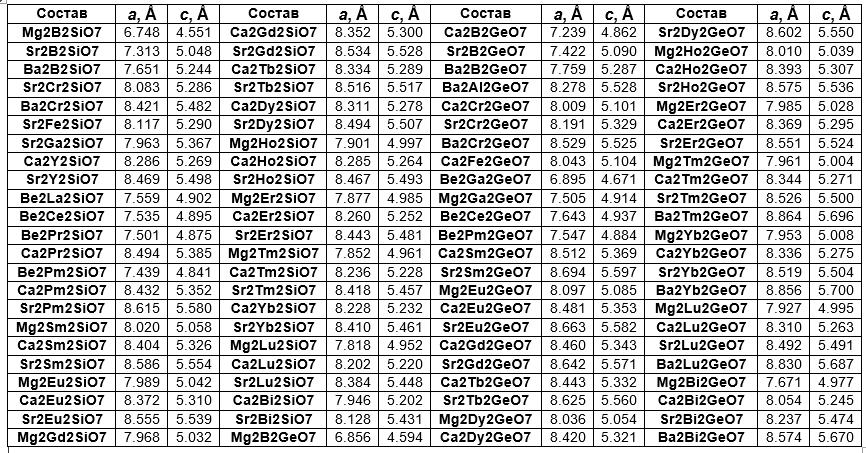 Состав a, Å c, Å Состав a, Å c, Å Состав a, Å c, Å Состав a, Å c, Å
Mg2B2SiO7 6.748 4.551 Ca2Gd2SiO7 8.352 5.300 Ca2B2GeO7 7.239 4.862 Sr2Dy2GeO7 8.602 5.550
Sr2B2SiO7 7.313 5.048 Sr2Gd2SiO7 8.534 5.528 Sr2B2GeO7 7.422 5.090 Mg2Ho2GeO7 8.010 5.039
Ba2B2SiO7 7.651 5.244 Ca2Tb2SiO7 8.334 5.289 Ba2B2GeO7 7.759 5.287 Ca2Ho2GeO7 8.393 5.307
Sr2Cr2SiO7 8.083 5.286 Sr2Tb2SiO7 8.516 5.517 Ba2Al2GeO7 8.278 5.528 Sr2Ho2GeO7 8.575 5.536
Ba2Cr2SiO7 8.421 5.482 Ca2Dy2SiO7 8.311 5.278 Ca2Cr2GeO7 8.009 5.101 Mg2Er2GeO7 7.985 5.028
Sr2Fe2SiO7 8.117 5.290 Sr2Dy2SiO7 8.494 5.507 Sr2Cr2GeO7 8.191 5.329 Ca2Er2GeO7 8.369 5.295
Sr2Ga2SiO7 7.963 5.367 Mg2Ho2SiO7 7.901 4.997 Ba2Cr2GeO7 8.529 5.525 Sr2Er2GeO7 8.551 5.524
Ca2Y2SiO7 8.286 5.269 Ca2Ho2SiO7 8.285 5.264 Ca2Fe2GeO7 8.043 5.104 Mg2Tm2GeO7 7.961 5.004
Sr2Y2SiO7 8.469 5.498 Sr2Ho2SiO7 8.467 5.493 Be2Ga2GeO7 6.895 4.671 Ca2Tm2GeO7 8.344 5.271
Be2La2SiO7 7.559 4.902 Mg2Er2SiO7 7.877 4.985 Mg2Ga2GeO7 7.505 4.914 Sr2Tm2GeO7 8.526 5.500
Be2Ce2SiO7 7.535 4.895 Ca2Er2SiO7 8.260 5.252 Be2Ce2GeO7 7.643 4.937 Ba2Tm2GeO7 8.864 5.696
Be2Pr2SiO7 7.501 4.875 Sr2Er2SiO7 8.443 5.481 Be2Pm2GeO7 7.547 4.884 Mg2Yb2GeO7 7.953 5.008
Ca2Pr2SiO7 8.494 5.385 Mg2Tm2SiO7 7.852 4.961 Ca2Sm2GeO7 8.512 5.369 Ca2Yb2GeO7 8.336 5.275
Be2Pm2SiO7 7.439 4.841 Ca2Tm2SiO7 8.236 5.228 Sr2Sm2GeO7 8.694 5.597 Sr2Yb2GeO7 8.519 5.504
Ca2Pm2SiO7 8.432 5.352 Sr2Tm2SiO7 8.418 5.457 Mg2Eu2GeO7 8.097 5.085 Ba2Yb2GeO7 8.856 5.700
Sr2Pm2SiO7 8.615 5.580 Ca2Yb2SiO7 8.228 5.232 Ca2Eu2GeO7 8.481 5.353 Mg2Lu2GeO7 7.927 4.995
Mg2Sm2SiO7 8.020 5.058 Sr2Yb2SiO7 8.410 5.461 Sr2Eu2GeO7 8.663 5.582 Ca2Lu2GeO7 8.310 5.263
Ca2Sm2SiO7 8.404 5.326 Mg2Lu2SiO7 7.818 4.952 Ca2Gd2GeO7 8.460 5.343 Sr2Lu2GeO7 8.492 5.491
Sr2Sm2SiO7 8.586 5.554 Ca2Lu2SiO7 8.202 5.220 Sr2Gd2GeO7 8.642 5.571 Ba2Lu2GeO7 8.830 5.687
Mg2Eu2SiO7 7.989 5.042 Sr2Lu2SiO7 8.384 5.448 Ca2Tb2GeO7 8.443 5.332 Mg2Bi2GeO7 7.671 4.977
Ca2Eu2SiO7 8.372 5.310 Ca2Bi2SiO7 7.946 5.202 Sr2Tb2GeO7 8.625 5.560 Ca2Bi2GeO7 8.054 5.245
Sr2Eu2SiO7 8.555 5.539 Sr2Bi2SiO7 8.128 5.431 Mg2Dy2GeO7 8.036 5.054 Sr2Bi2GeO7 8.237 5.474
Mg2Gd2SiO7 7.968 5.032 Mg2B2GeO7 6.856 4.594 Ca2Dy2GeO7 8.420 5.321 Ba2Bi2GeO7 8.574 5.670